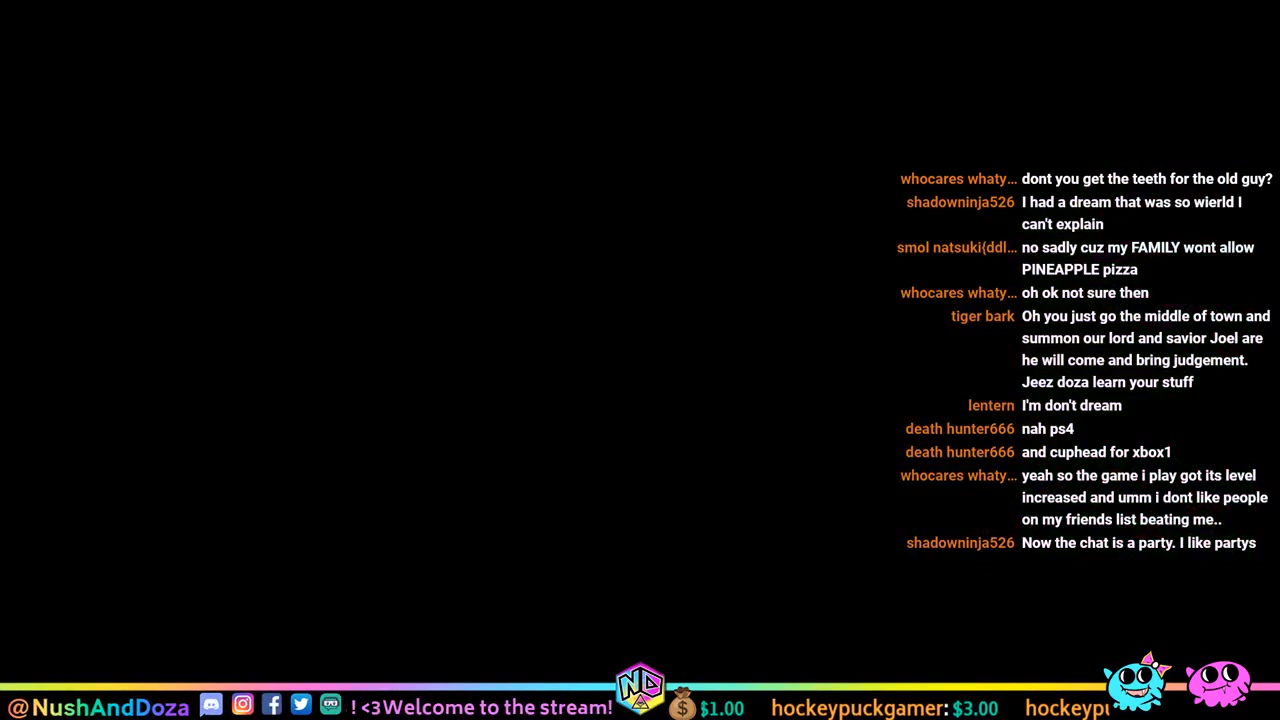 whocares whaty… dont you get the teeth for the old guy?
shadowninja526 I had a dream that was so wierld I
can't explain
smol natsuki{ddl… no sadly cuz my FAMILY wont allow
PINEAPPLE pizza
whocares whaty… oh ok not sure then
tiger bark Oh you just go the middle of town and
summon our lord and savior Joel are
he will come and bring judgement.
Jeez doza learn your stuff
lentern I'm don't dream
death hunter666 nah ps4
death hunter666 and cuphead for xbox1
whocares whaty… yeah so the game i play got its level
increased and umm i dont like people
on my friends list beating me..
shadowninja526 Now the chat is a party. I like partys
@NushAndDoza ! <3Welcome to the stream! ND $1.00 hockeypuckgamer: $3.00 hockeypu